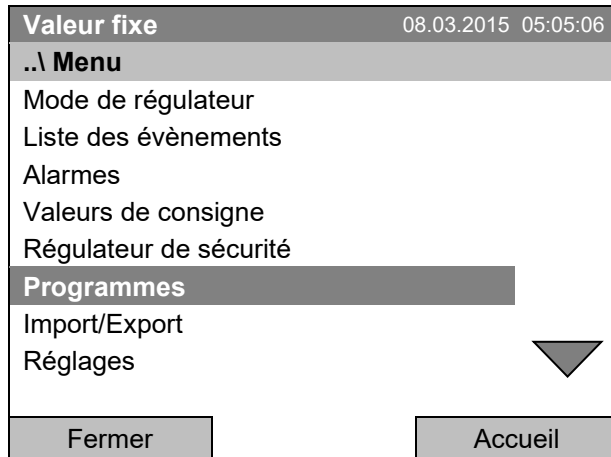 Valeur fixe 08.03.2015 05:05:06
..\ Menu
Mode de régulateur
Liste des évènements
Alarmes
Valeurs de consigne
Régulateur de sécurité
Programmes
Import/Export
Réglages
Fermer Accueil